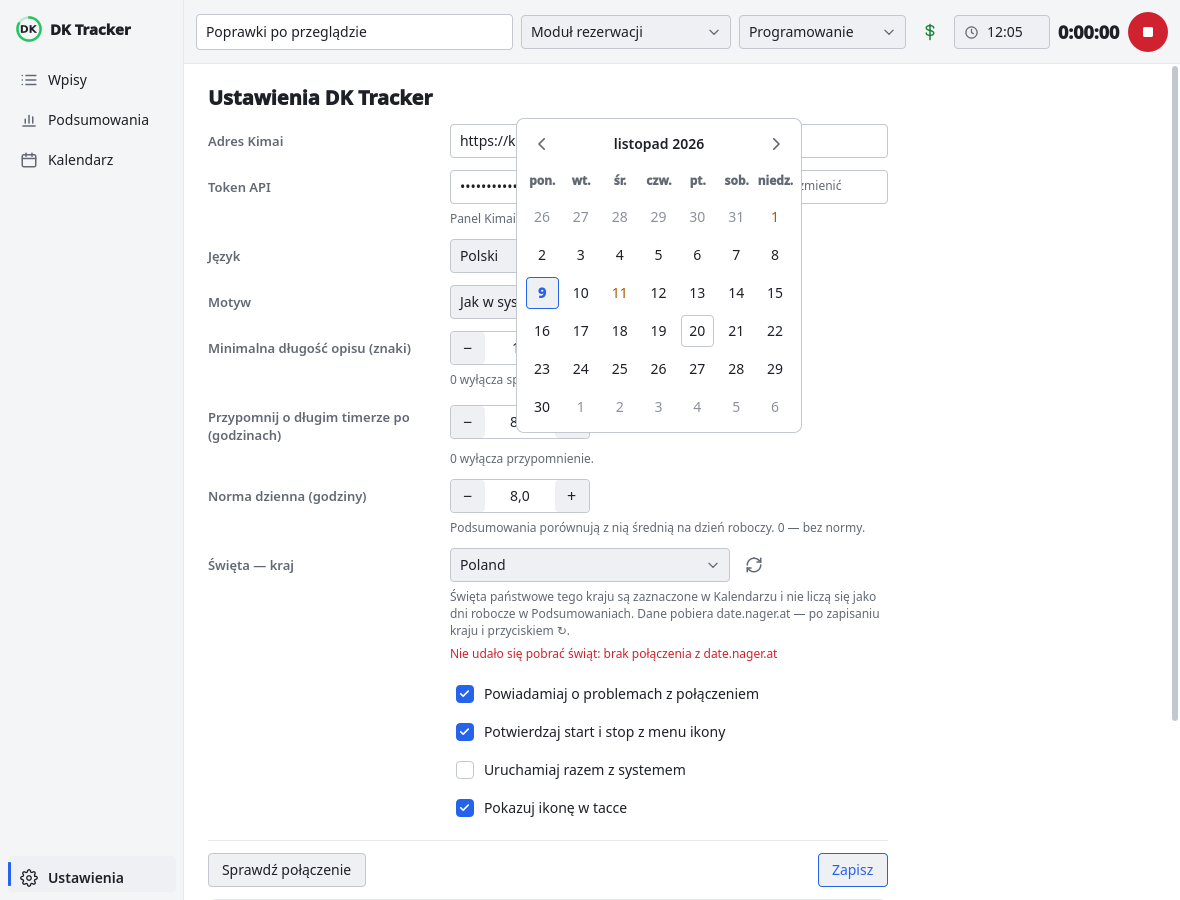 DK DK Tracker
Wpisy
Podsumowania
Kalendarz
Ustawienia
Poprawki po przeglądzie
Moduł rezerwacji
Programowanie
$
12:05
0:00:00
Ustawienia DK Tracker
Adres Kimai
https://k
Token API
••••••••••••
zmienić
Panel Kimai
Język
Polski
Motyw
Jak w sys
Minimalna długość opisu (znaki)
−
0 wyłącza sp
Przypomnij o długim timerze po
(godzinach)
−
8
0 wyłącza przypomnienie.
Norma dzienna (godziny)
− 8,0 +
Podsumowania porównują z nią średnią na dzień roboczy. 0 — bez normy.
Święta — kraj
Poland
Święta państwowe tego kraju są zaznaczone w Kalendarzu i nie liczą się jako
dni robocze w Podsumowaniach. Dane pobiera date.nager.at — po zapisaniu
kraju i przyciskiem ↻.
Nie udało się pobrać świąt: brak połączenia z date.nager.at
Powiadamiaj o problemach z połączeniem
Potwierdzaj start i stop z menu ikony
Uruchamiaj razem z systemem
Pokazuj ikonę w tacce
Sprawdź połączenie
Zapisz
listopad 2026
pon. wt. śr. czw. pt. sob. niedz.
26 27 28 29 30 31 1
2 3 4 5 6 7 8
9 10 11 12 13 14 15
16 17 18 19 20 21 22
23 24 25 26 27 28 29
30 1 2 3 4 5 6